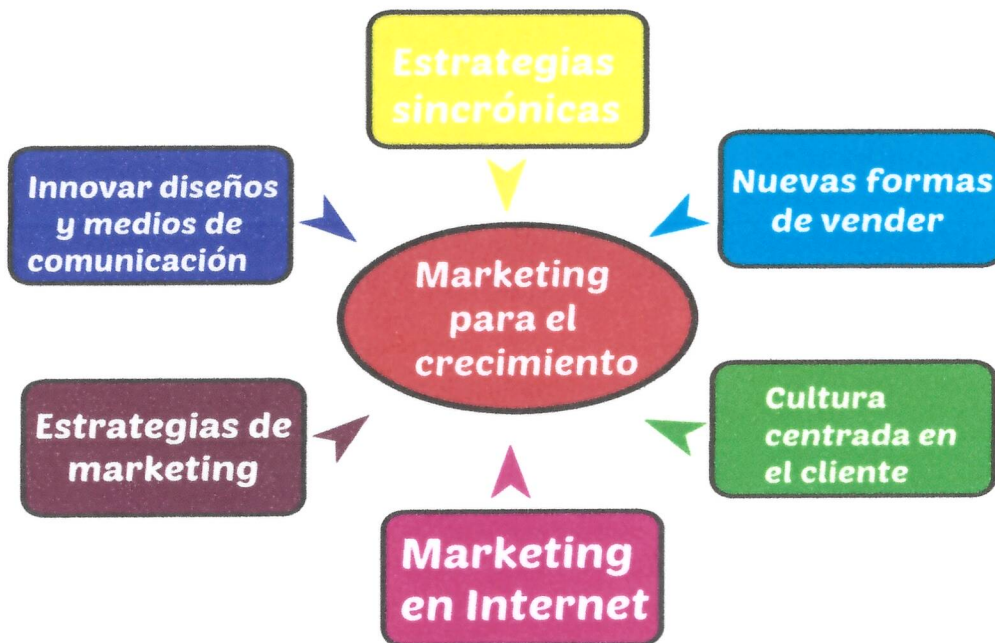 Estrategias
sincrónicas
Innovar diseños
y medios de
comunicación
Nuevas formas
de vender
Marketing
para el
crecimiento
Estrategias de
marketing
Cultura
centrada en
el cliente
Marketing
en Internet